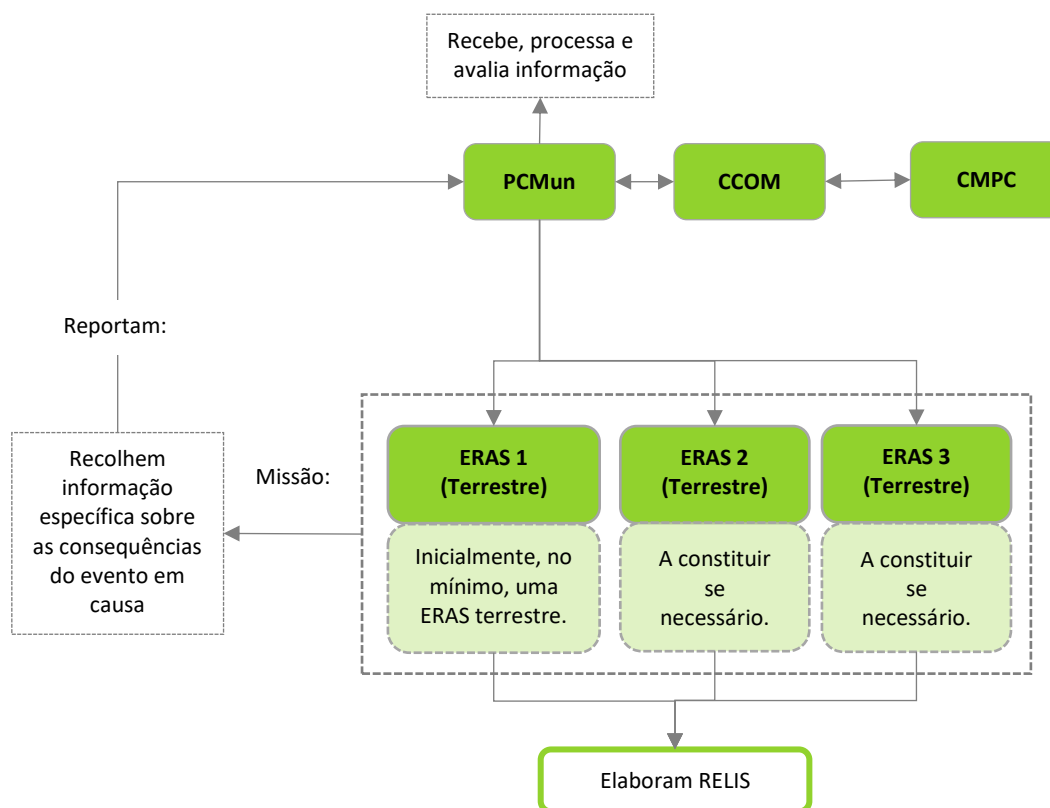 Recebe, processa e
avalia informação
PCMun
CCOM
CMPC
Reportam:
Recolhem
informação
específica sobre
as consequências
do evento em
causa
Missão:
ERAS 1
(Terrestre)
ERAS 2
(Terrestre)
ERAS 3
(Terrestre)
Inicialmente, no
mínimo, uma
ERAS terrestre.
A constituir
se
necessário.
A constituir
se
necessário.
Elaboram RELIS